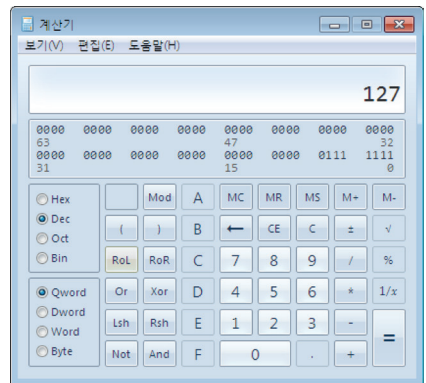 계산기
보기(V) 편집(E) 도움말(H)
127
0000 0000 0000 0000 0000 0000 0000 0000
63 47 32
0000 0000 0000 0000 0000 0000 0111 1111
31 15 0
Hex Mod A MC MR MS M+ M-
Dec ( ) B ← CE C ± √
Oct
Bin RoL RoR C 7 8 9 / %
Qword Or Xor D 4 5 6 * 1/x
Dword
Word Lsh Rsh E 1 2 3 - =
Byte Not And F 0 . +